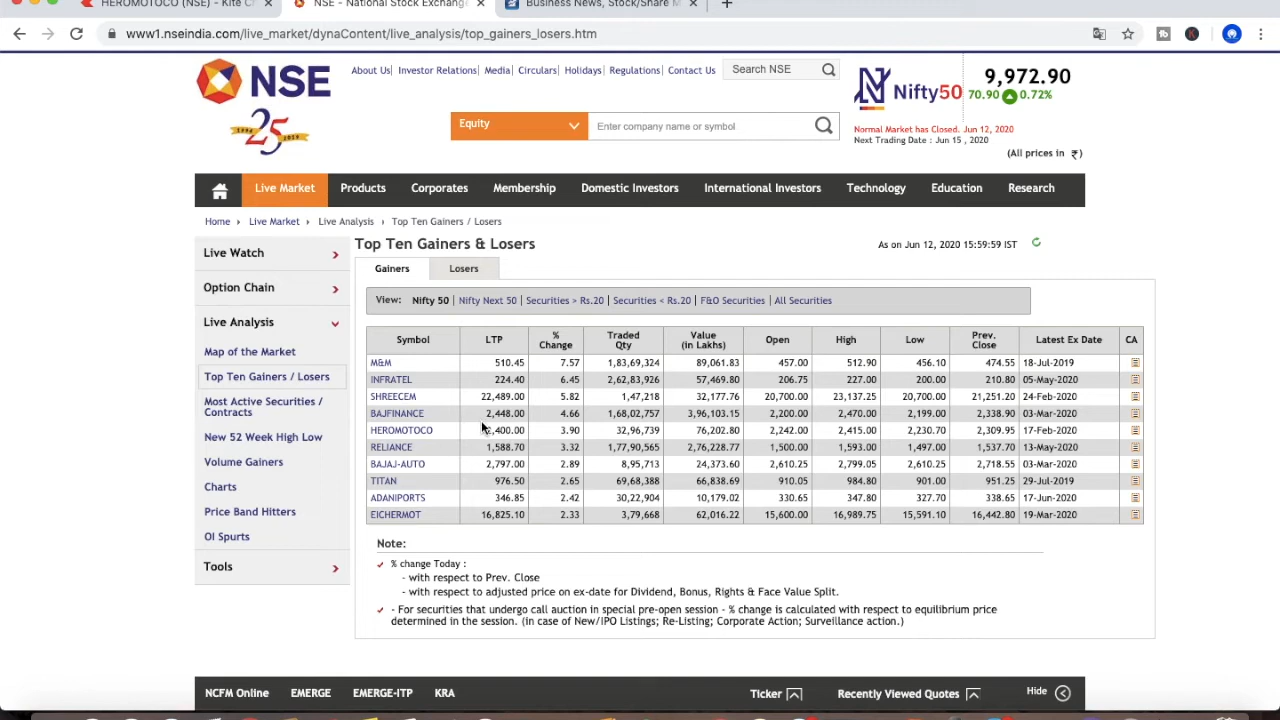 HEROMOTOCO (NSE) - Kite C
NSE - National Stock Exchange
Business News, Stock/Share M
www1.nseindia.com/live_market/dynaContent/live_analysis/top_gainers_losers.htm
NSE
25
About Us| Investor Relations| Media| Circulars| Holidays| Regulations| Contact Us
Search NSE
Equity
Enter company name or symbol
Nifty50
9,972.90
70.90 0.72%
Normal Market has Closed. Jun 12, 2020
Next Trading Date : Jun 15 , 2020
(All prices in ₹)
Live Market Products Corporates Membership Domestic Investors International Investors Technology Education Research
Home Live Market Live Analysis Top Ten Gainers / Losers
Live Watch
Option Chain
Live Analysis
Map of the Market
Top Ten Gainers / Losers
Most Active Securities /
Contracts
New 52 Week High Low
Volume Gainers
Charts
Price Band Hitters
OI Spurts
Tools
Top Ten Gainers & Losers
As on Jun 12, 2020 15:59:59 IST
Gainers Losers
View: Nifty 50 | Nifty Next 50 | Securities > Rs.20 | Securities < Rs.20 | F&O Securities | All Securities
Symbol LTP % Change Traded Qty Value (in Lakhs) Open High Low Prev. Close Latest Ex Date CA
M&M 510.45 7.57 1,83,69,324 89,061.83 457.00 512.90 456.10 474.55 18-Jul-2019
INFRATEL 224.40 6.45 2,62,83,926 57,469.80 206.75 227.00 200.00 210.80 05-May-2020
SHREECEM 22,489.00 5.82 1,47,218 32,177.76 20,700.00 23,137.25 20,700.00 21,251.20 24-Feb-2020
BAJFINANCE 2,448.00 4.66 1,68,02,757 3,96,103.15 2,200.00 2,470.00 2,199.00 2,338.90 03-Mar-2020
HEROMOTOCO 2,400.00 3.90 32,96,739 76,202.80 2,242.00 2,415.00 2,230.70 2,309.95 17-Feb-2020
RELIANCE 1,588.70 3.32 1,77,90,565 2,76,228.77 1,500.00 1,593.00 1,497.00 1,537.70 13-May-2020
BAJAJ-AUTO 2,797.00 2.89 8,95,713 24,373.60 2,610.25 2,799.05 2,610.25 2,718.55 03-Mar-2020
TITAN 976.50 2.65 69,68,388 66,838.69 910.05 984.80 901.00 951.25 29-Jul-2019
ADANIPORTS 346.85 2.42 30,22,904 10,179.02 330.65 347.80 327.70 338.65 17-Jun-2020
EICHERMOT 16,825.10 2.33 3,79,668 62,016.22 15,600.00 16,989.75 15,591.10 16,442.80 19-Mar-2020
Note:
% change Today :
- with respect to Prev. Close
- with respect to adjusted price on ex-date for Dividend, Bonus, Rights & Face Value Split.
- For securities that undergo call auction in special pre-open session - % change is calculated with respect to equilibrium price
determined in the session. (in case of New/IPO Listings; Re-Listing; Corporate Action; Surveillance action.)
NCFM Online EMERGE EMERGE-ITP KRA
Ticker Recently Viewed Quotes Hide